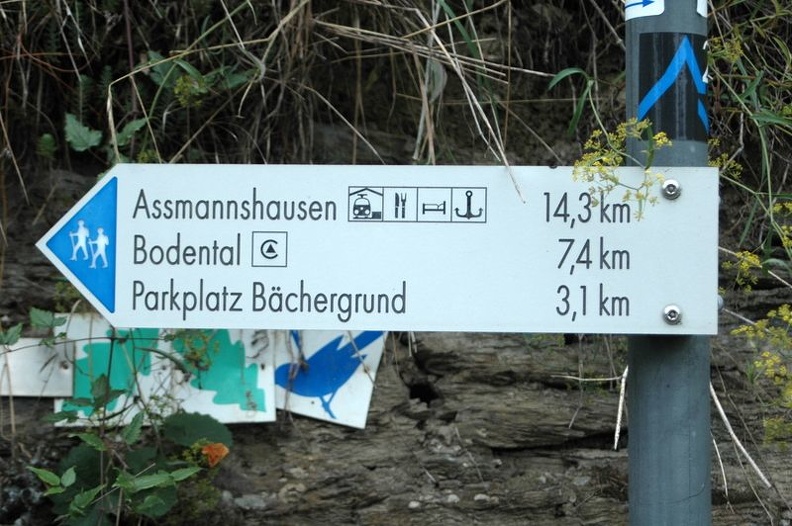 Assmannshausen 14,3 km
Bodental 7,4 km
Parkplatz Bächergrund 3,1 km